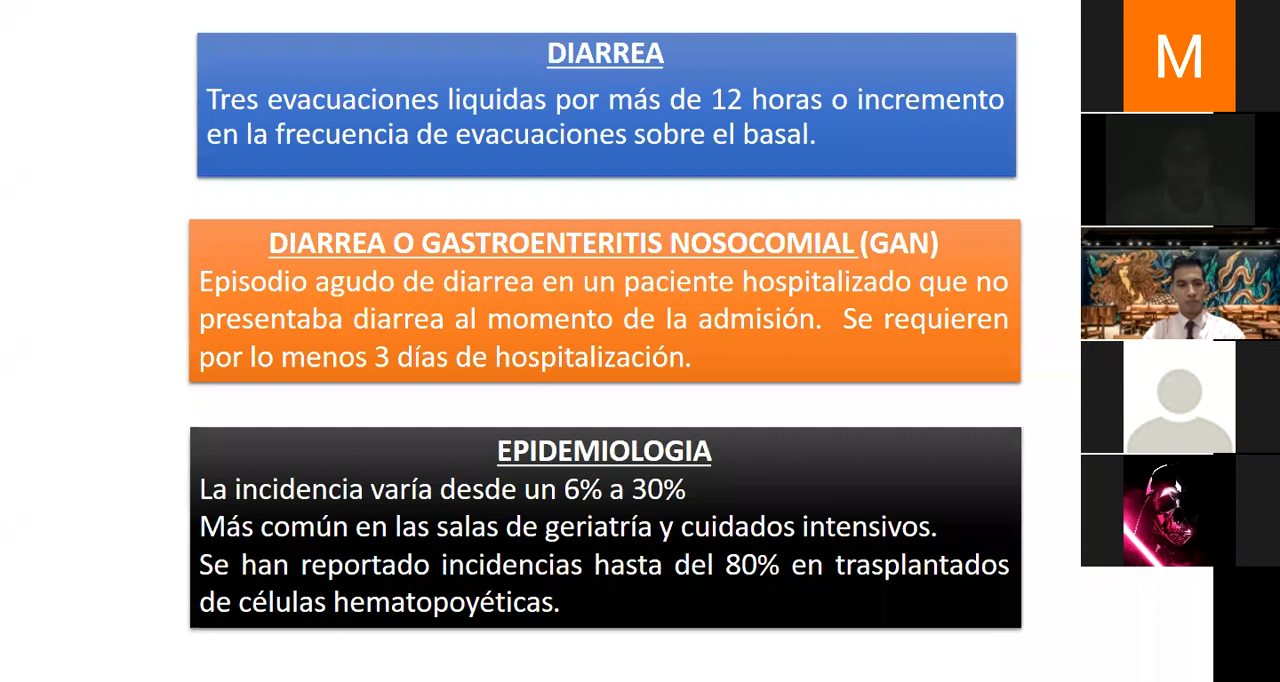 DIARREA
Tres evacuaciones liquidas por más de 12 horas o incremento
en la frecuencia de evacuaciones sobre el basal.
DIARREA O GASTROENTERITIS NOSOCOMIAL (GAN)
Episodio agudo de diarrea en un paciente hospitalizado que no
presentaba diarrea al momento de la admisión. Se requieren
por lo menos 3 días de hospitalización.
EPIDEMIOLOGIA
La incidencia varía desde un 6% a 30%
Más común en las salas de geriatría y cuidados intensivos.
Se han reportado incidencias hasta del 80% en trasplantados
de células hematopoyéticas.
M